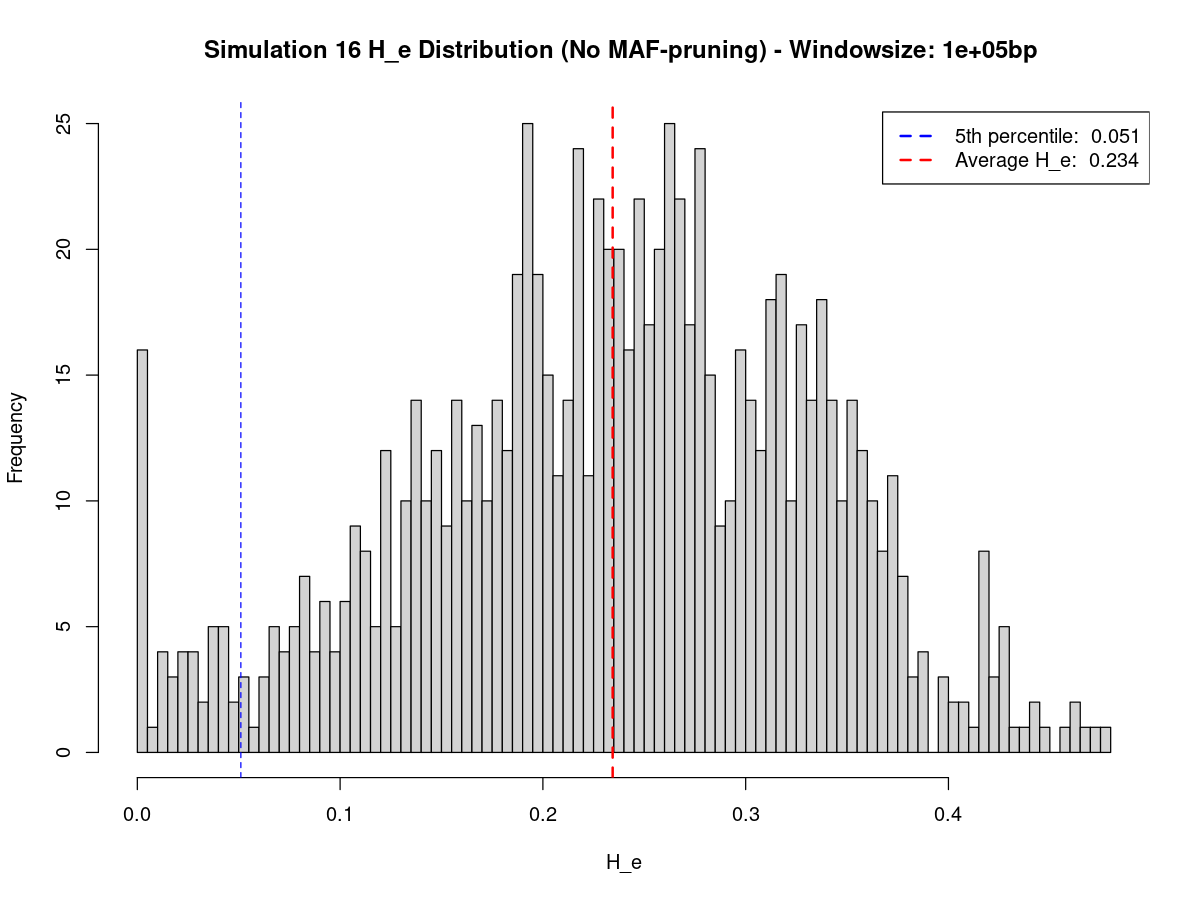 Simulation 16 H_e Distribution (No MAF-pruning) - Windowsize: 1e+05bp
5th percentile:  0.051
Average H_e:  0.234
Frequency
25
20
15
10
5
0
0.0 0.1 0.2 0.3 0.4
H_e